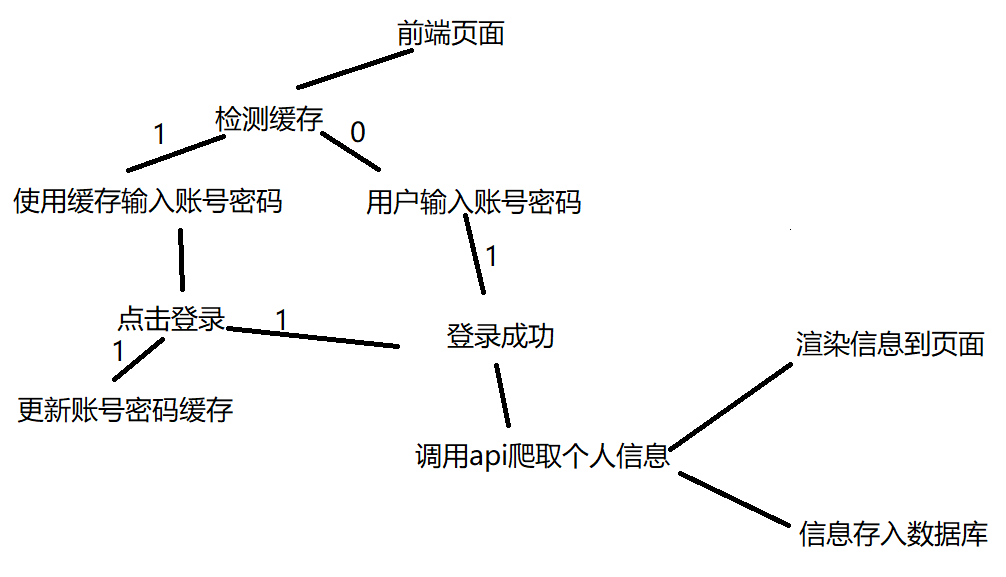 前端页面
检测缓存
1
0
使用缓存输入账号密码
用户输入账号密码
1
点击登录
1
登录成功
渲染信息到页面
1
更新账号密码缓存
调用api爬取个人信息
信息存入数据库